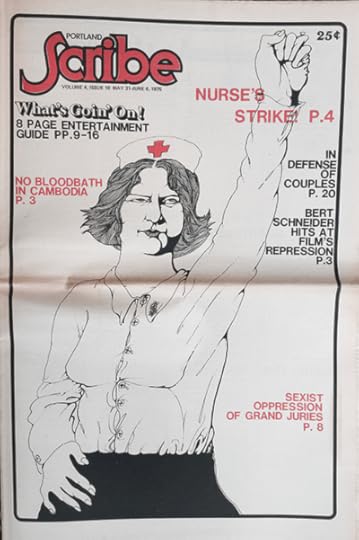 PORTLAND
Scribe
VOLUME 4, ISSUE 18 MAY 31-JUNE 6, 1975
25¢
What's Goin' On!
8 PAGE ENTERTAINMENT
GUIDE PP. 9-16
NURSE'S
STRIKE! P.4
NO BLOODBATH
IN CAMBODIA
P. 3
IN
DEFENSE
OF
COUPLES
P. 20
BERT
SCHNEIDER
HITS AT
FILM'S
REPRESSION
P.3
SEXIST
OPPRESSION
OF GRAND JURIES
P. 8